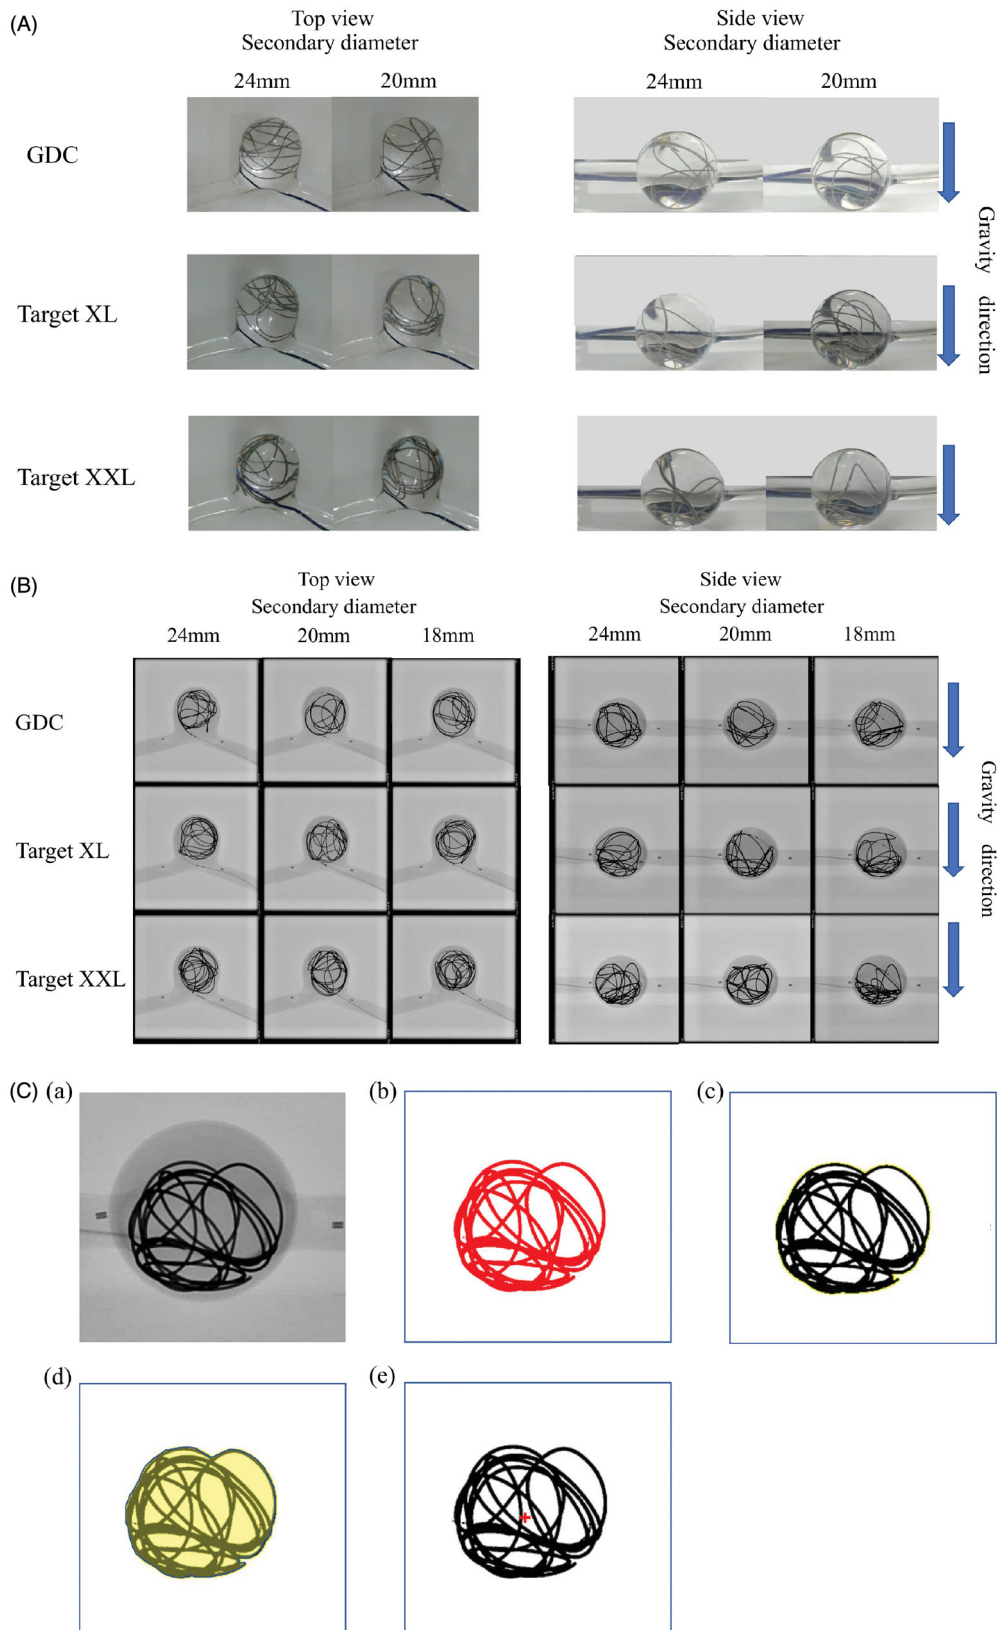 (A)
Top view
Secondary diameter
24mm 20mm
Side view
Secondary diameter
24mm 20mm
GDC
Target XL
Target XXL
Gravity direction
(B)
Top view
Secondary diameter
24mm 20mm 18mm
Side view
Secondary diameter
24mm 20mm 18mm
GDC
Target XL
Target XXL
Gravity direction
(C) (a)
(b)
(c)
(d)
(e)